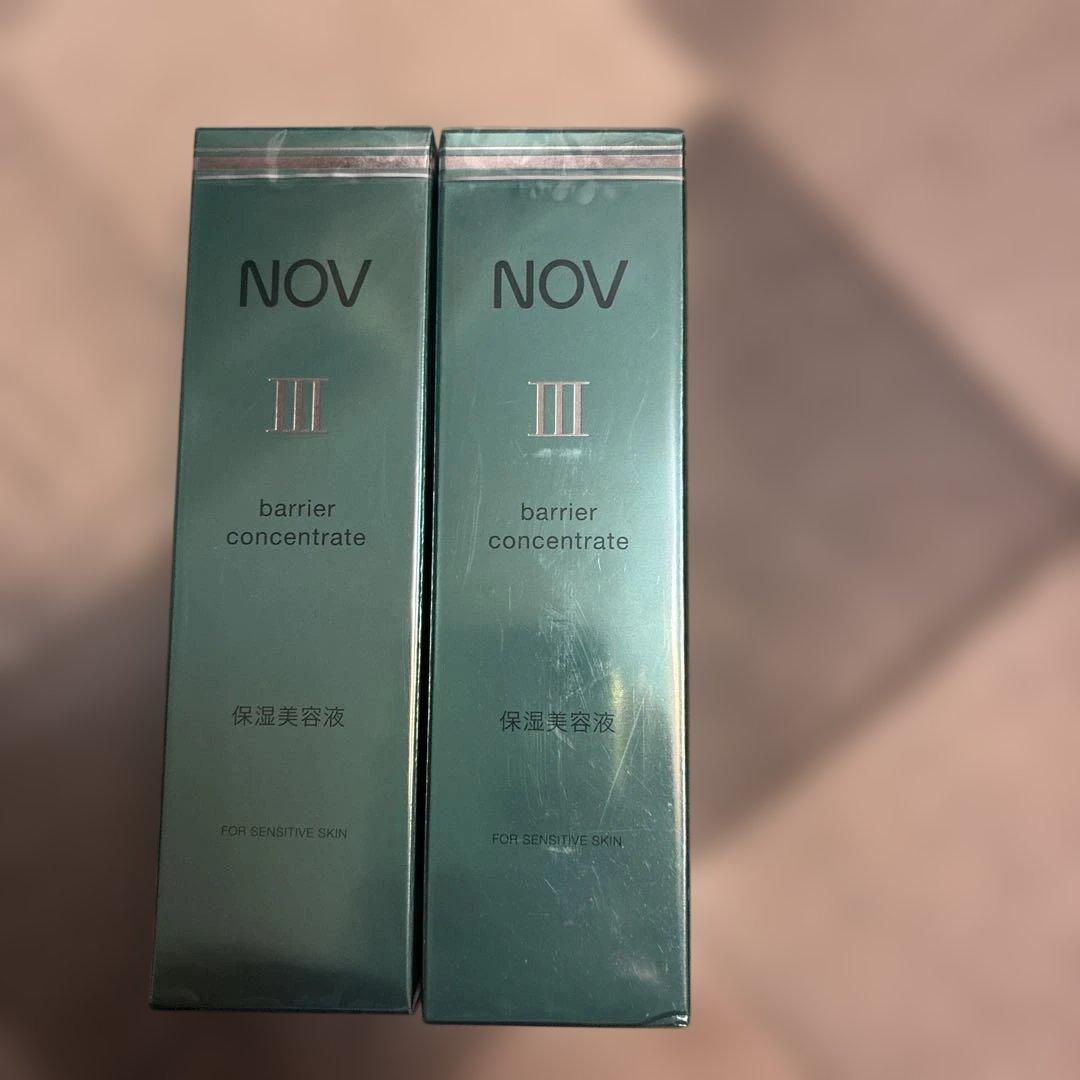 NOV
III
barrier
concentrate
保湿美容液
FOR SENSITIVE SKIN
NOV
III
barrier
concentrate
保湿美容液
FOR SENSITIVE SKIN